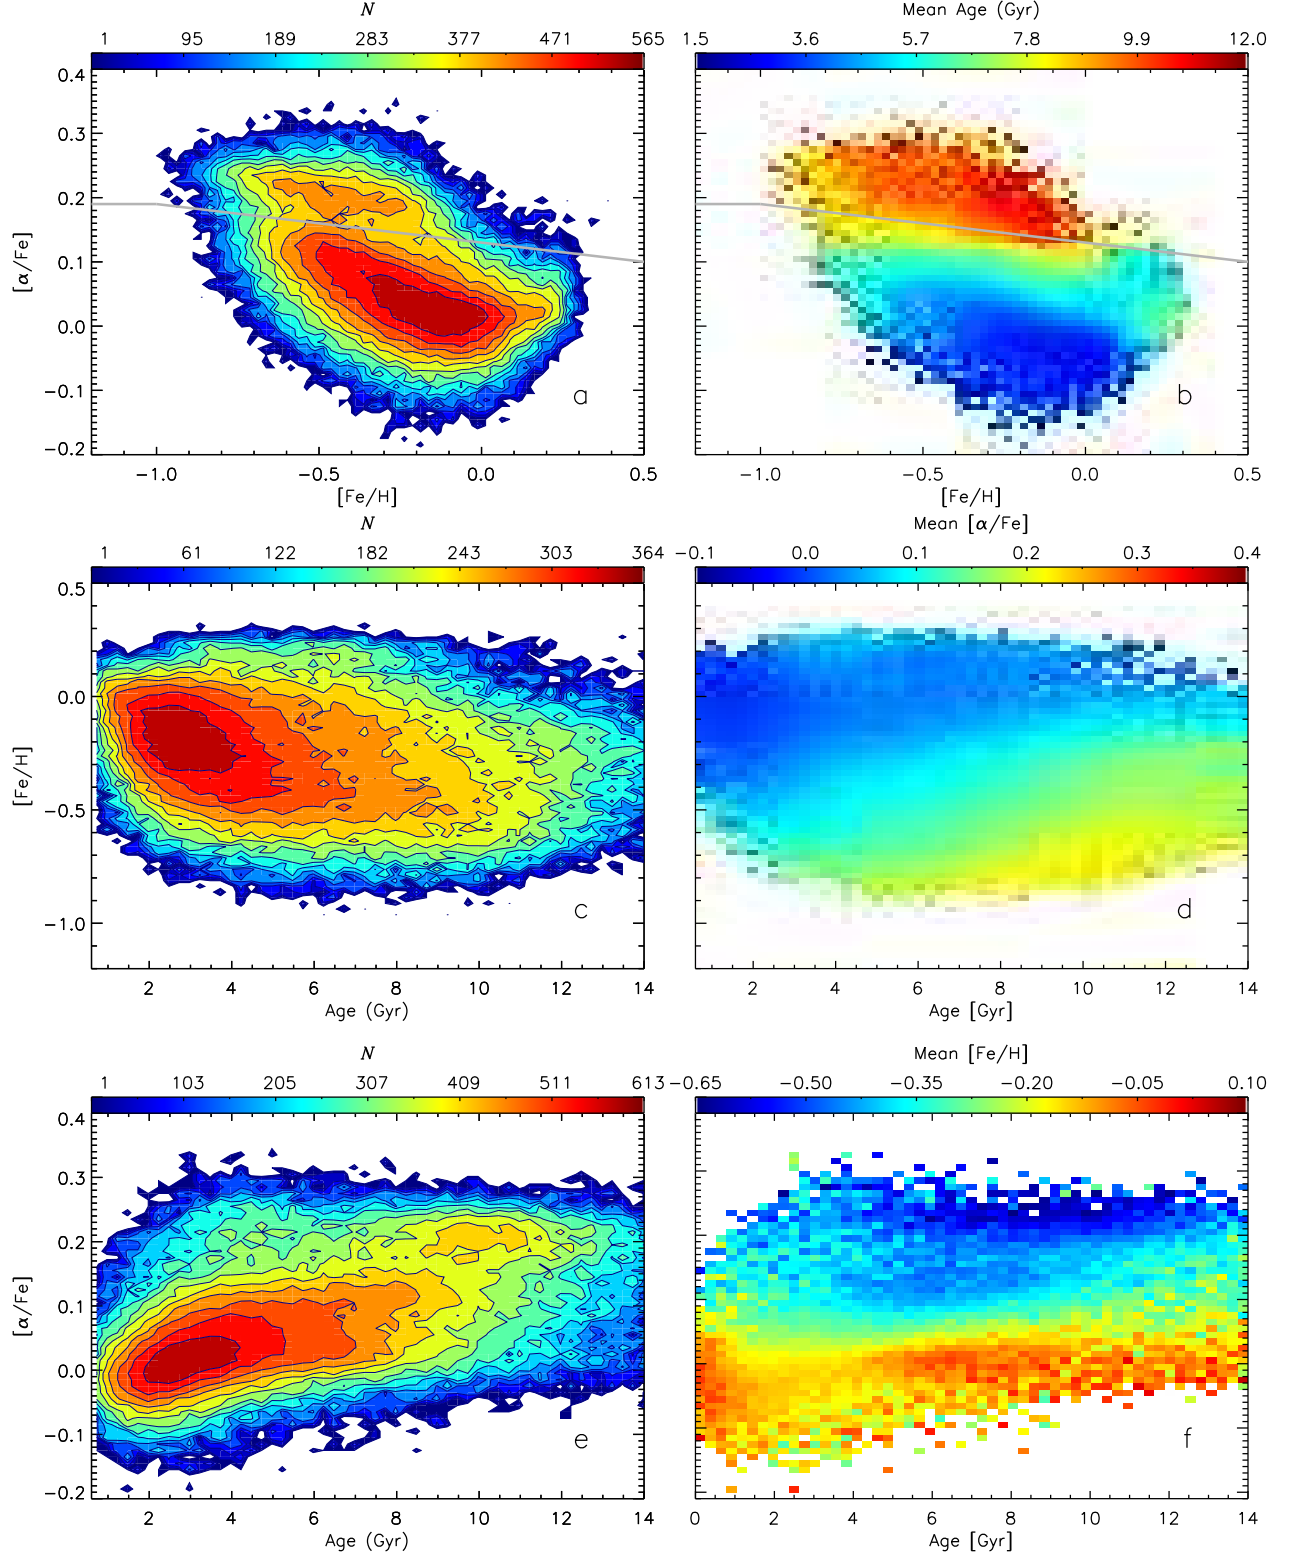 N
Mean Age (Gyr)
1 95 189 283 377 471 565
1.5 3.6 5.7 7.8 9.9 12.0
0.4
0.3
0.2
0.1
0.0
−0.1
−0.2
[α/Fe]
a
b
−1.0 −0.5 0.0 0.5
−1.0 −0.5 0.0 0.5
[Fe/H]
[Fe/H]
N
Mean [α/Fe]
1 61 122 182 243 303 364
−0.1 0.0 0.1 0.2 0.3 0.4
0.5
0.0
−0.5
−1.0
[Fe/H]
c
d
2 4 6 8 10 12 14
2 4 6 8 10 12 14
Age (Gyr)
Age [Gyr]
N
Mean [Fe/H]
1 103 205 307 409 511 613
−0.65 −0.50 −0.35 −0.20 −0.05 0.10
0.4
0.3
0.2
0.1
0.0
−0.1
−0.2
[α/Fe]
e
f
2 4 6 8 10 12 14
0 2 4 6 8 10 12 14
Age (Gyr)
Age [Gyr]